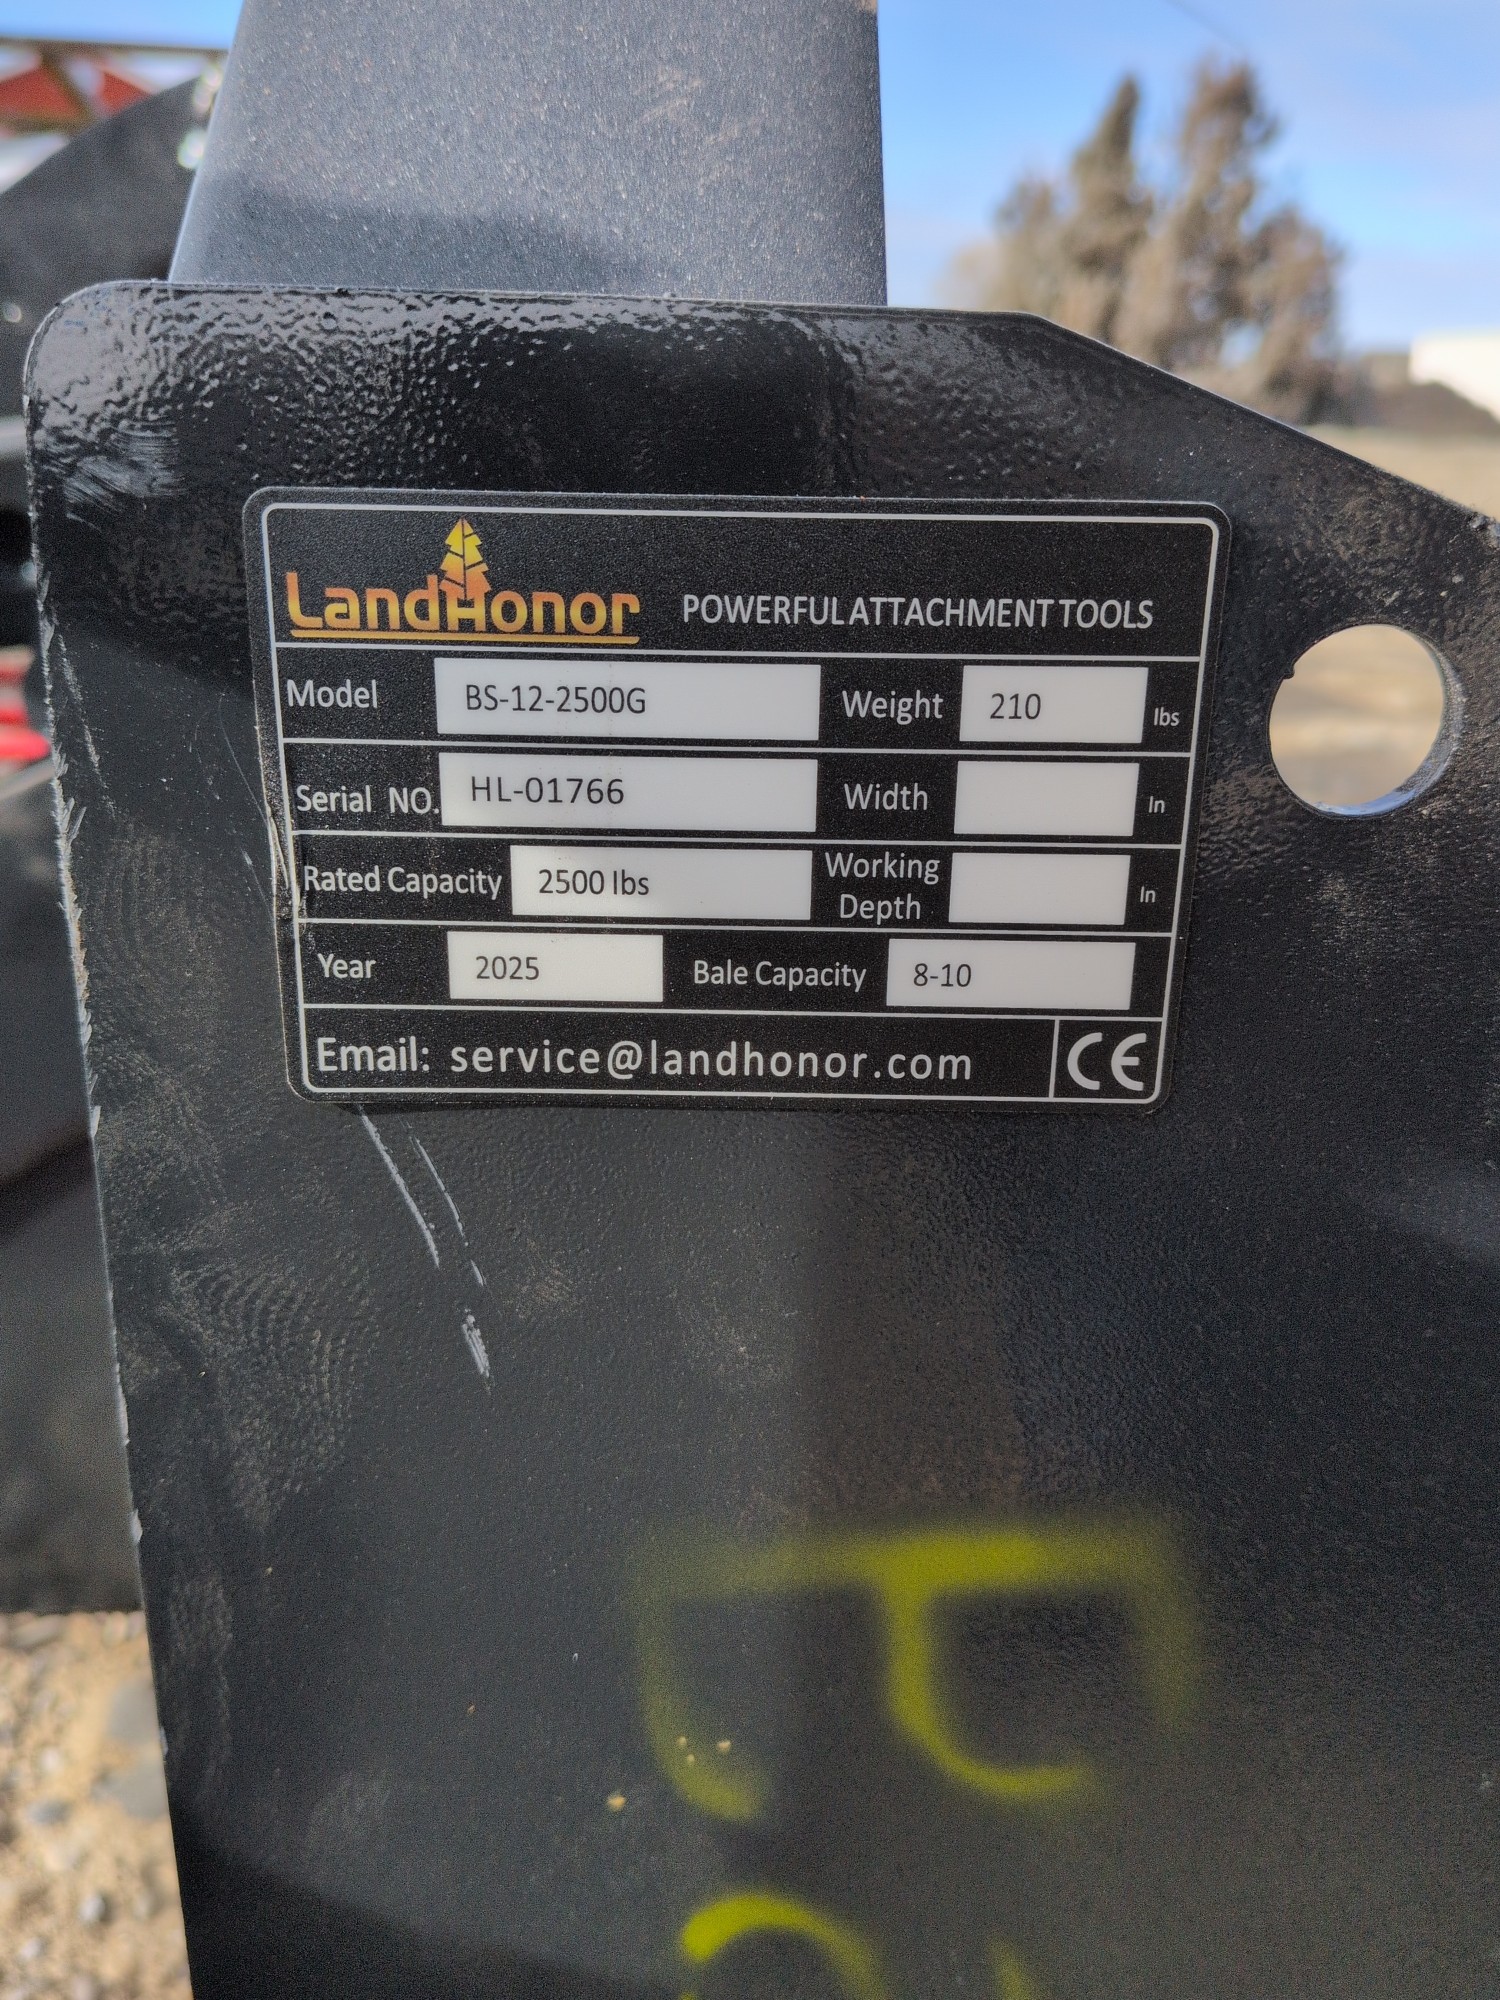 LandHonor POWERFUL ATTACHMENT TOOLS
Model BS-12-2500G Weight 210 lbs
Serial NO. HL-01766 Width In
Rated Capacity 2500 lbs Working Depth In
Year 2025 Bale Capacity 8-10
Email: service@landhonor.com CE